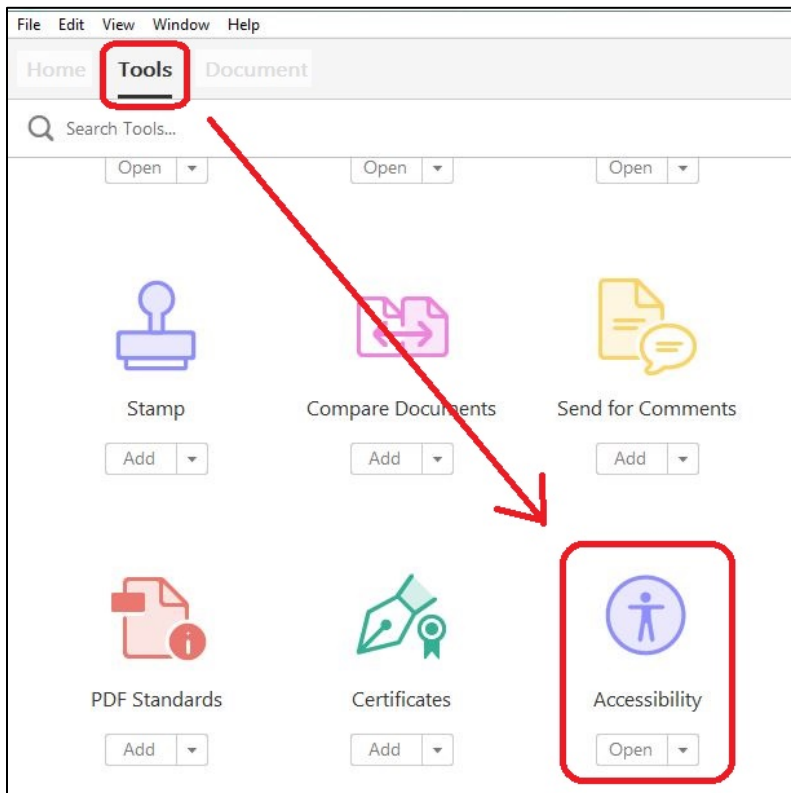 File Edit View Window Help
Home Tools Document
Search Tools...
Open Open Open
Stamp Compare Documents Send for Comments
Add Add Add
PDF Standards Certificates Accessibility
Add Add Open